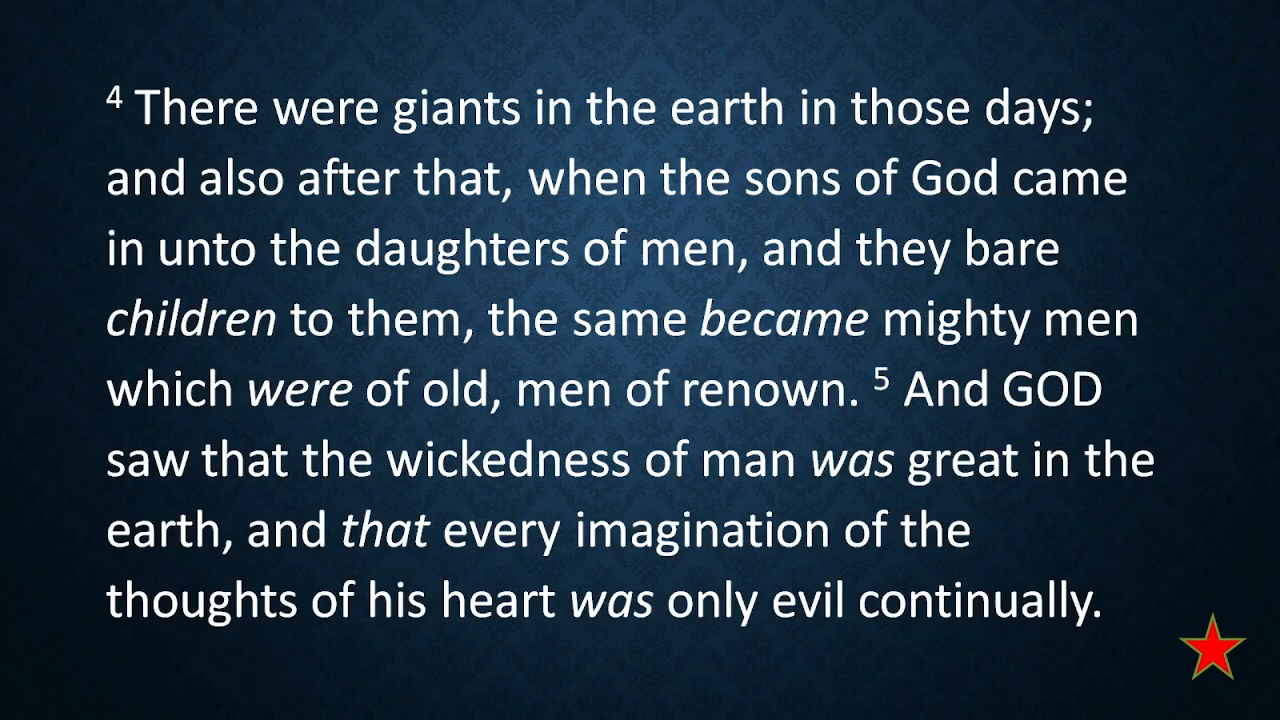 4 There were giants in the earth in those days;
and also after that, when the sons of God came
in unto the daughters of men, and they bare
children to them, the same became mighty men
which were of old, men of renown. 5 And GOD
saw that the wickedness of man was great in the
earth, and that every imagination of the
thoughts of his heart was only evil continually.